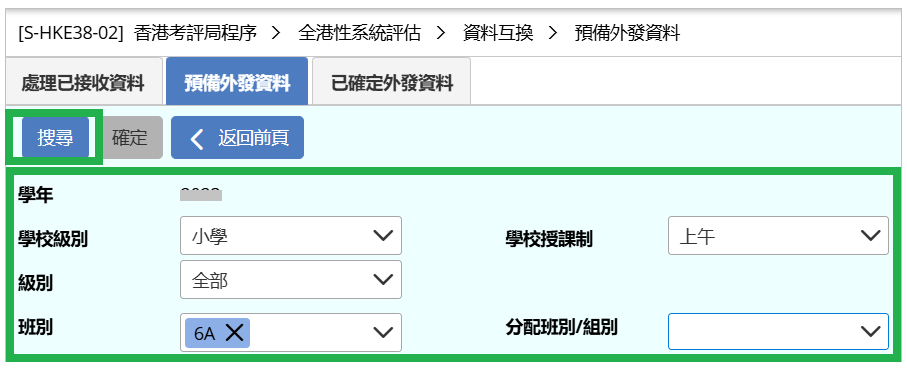 [S-HKE38-02] 香港考評局程序 > 全港性系統評估 > 資料互換 > 預備外發資料
處理已接收資料 預備外發資料 已確定外發資料
搜尋 確定 返回前頁
學年
學校級別 小學 學校授課制 上午
級別 全部
班別 6A 分配班別/組別